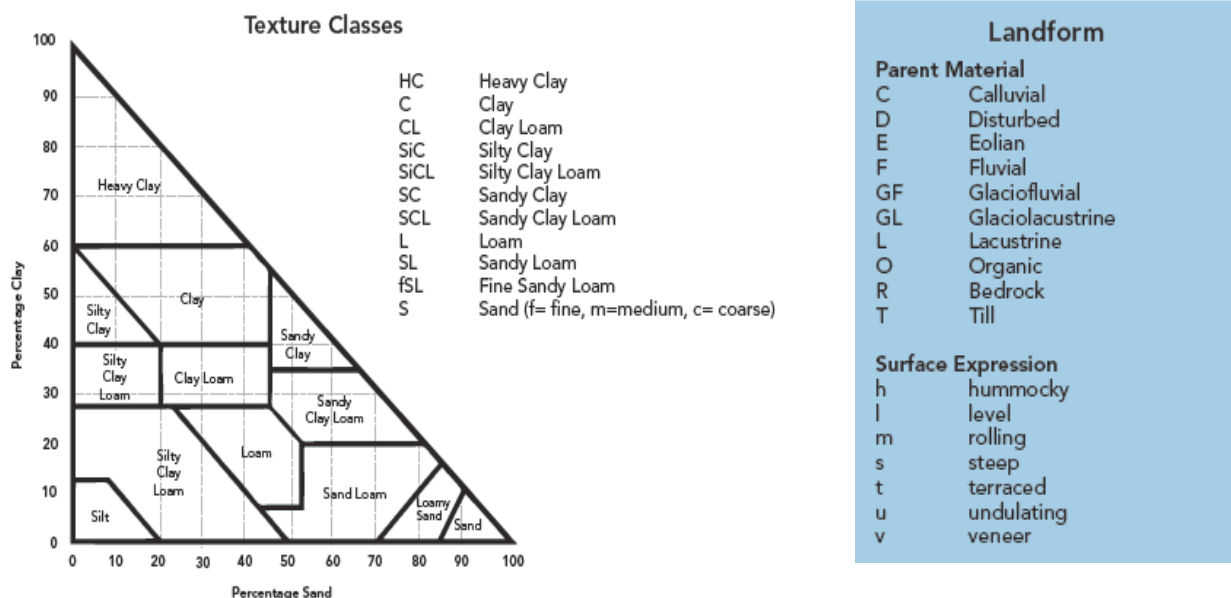 Texture Classes
100
90
80
70
60
50
40
30
20
10
0
Percentage Clay
Heavy Clay
Clay
Silty
Clay
Sandy
Clay
Silty
Clay
Loam
Clay Loam
Sandy
Clay Loam
Loam
Silty
Clay
Loam
Sand Loam
Loamy
Sand
Silt
Sand
0 10 20 30 40 50 60 70 80 90 100
Percentage Sand
HC Heavy Clay
C Clay
CL Clay Loam
SiC Silty Clay
SiCL Silty Clay Loam
SC Sandy Clay
SCL Sandy Clay Loam
L Loam
SL Sandy Loam
fSL Fine Sandy Loam
S Sand (f= fine, m=medium, c= coarse)
Landform
Parent Material
C Calluvial
D Disturbed
E Eolian
F Fluvial
GF Glaciofluvial
GL Glaciolacustrine
L Lacustrine
O Organic
R Bedrock
T Till
Surface Expression
h hummocky
l level
m rolling
s steep
t terraced
u undulating
v veneer